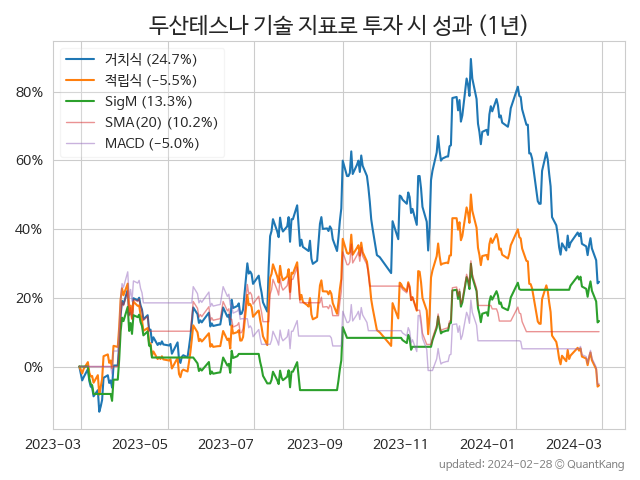 두산테스나 기술 지표로 투자 시 성과 (1년)
거치식 (24.7%)
적립식 (−5.5%)
SigM (13.3%)
SMA(20) (10.2%)
MACD (−5.0%)
80%
60%
40%
20%
0%
2023-03 2023-05 2023-07 2023-09 2023-11 2024-01 2024-03
updated: 2024-02-28 © QuantKang